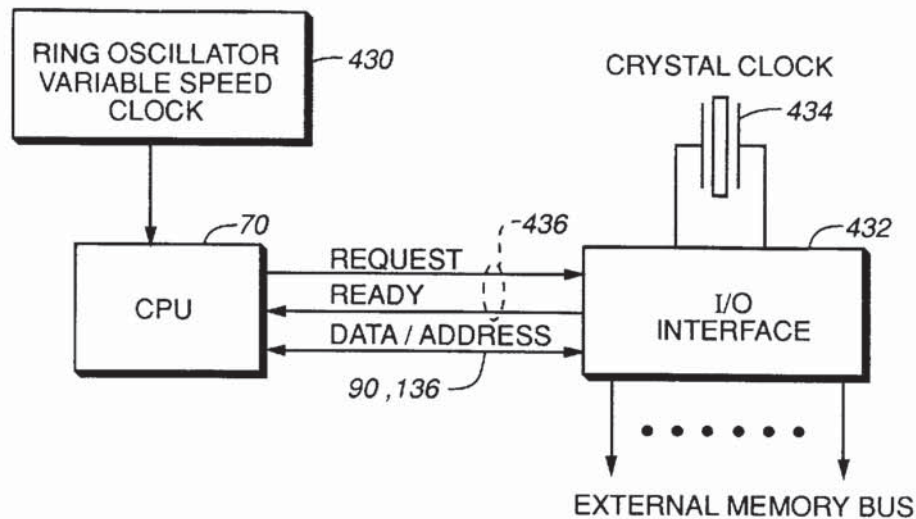 RING OSCILLATOR
VARIABLE SPEED
CLOCK
430
CRYSTAL CLOCK
434
70
436
432
REQUEST
CPU
READY
I/O
INTERFACE
DATA / ADDRESS
90 , 136
EXTERNAL MEMORY BUS